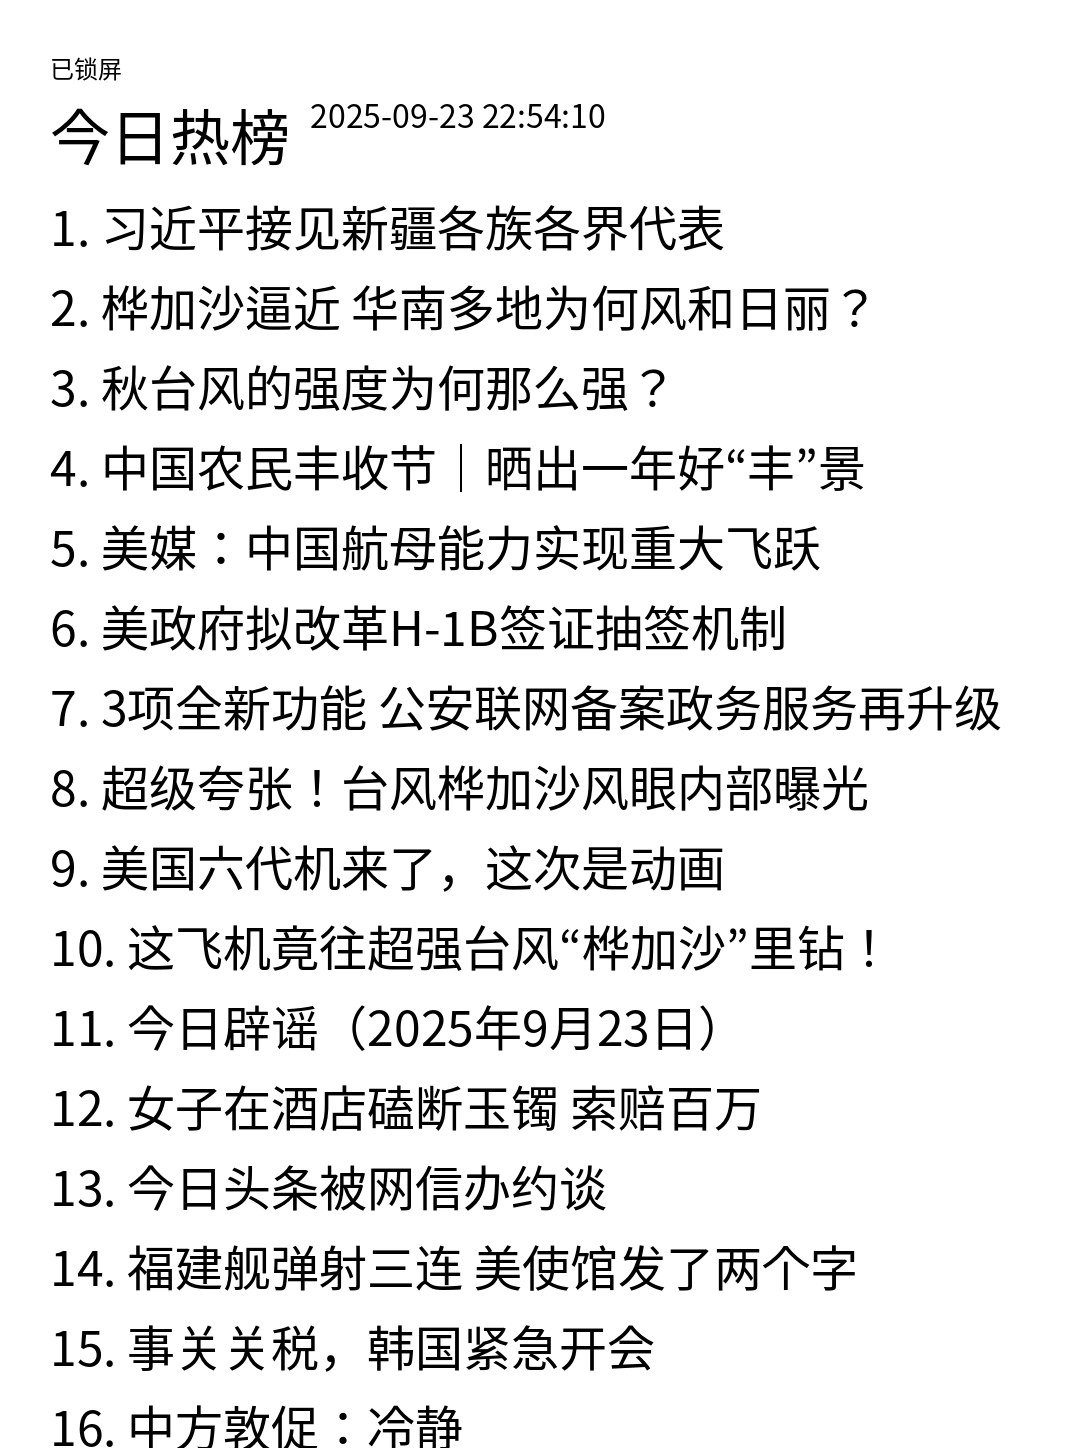 已锁屏
今日热榜 2025-09-23 22:54:10
1. 习近平接见新疆各族各界代表
2. 桦加沙逼近 华南多地为何风和日丽？
3. 秋台风的强度为何那么强？
4. 中国农民丰收节｜晒出一年好“丰”景
5. 美媒：中国航母能力实现重大飞跃
6. 美政府拟改革H-1B签证抽签机制
7. 3项全新功能 公安联网备案政务服务再升级
8. 超级夸张！台风桦加沙风眼内部曝光
9. 美国六代机来了，这次是动画
10. 这飞机竟往超强台风“桦加沙”里钻！
11. 今日辟谣（2025年9月23日）
12. 女子在酒店磕断玉镯 索赔百万
13. 今日头条被网信办约谈
14. 福建舰弹射三连 美使馆发了两个字
15. 事关关税，韩国紧急开会
16. 中方敦促：冷静